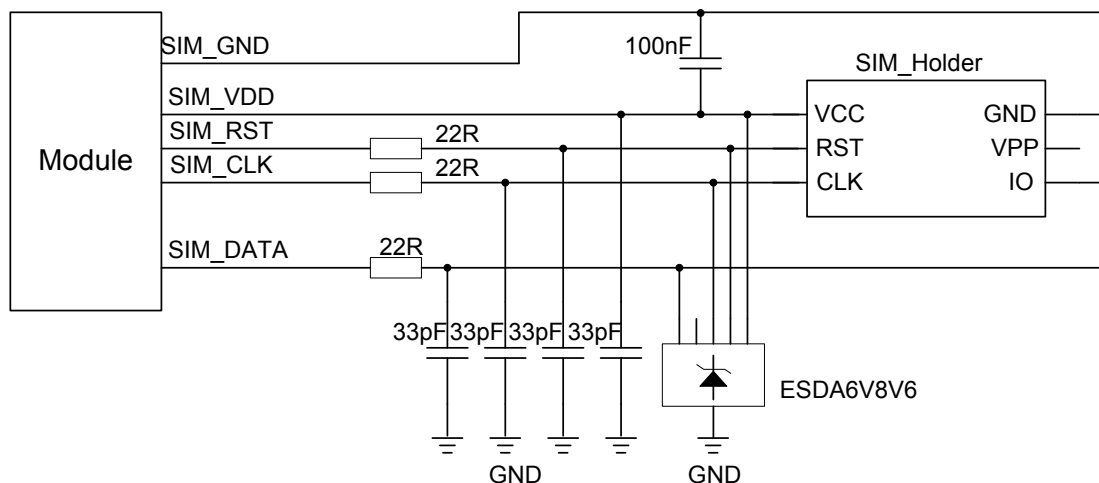 SIM_GND
100nF
SIM_Holder
SIM_VDD
VCC
GND
SIM_RST
22R
RST
VPP
Module
SIM_CLK
22R
CLK
IO
SIM_DATA
22R
33pF
33pF
33pF
33pF
ESDA6V8V6
GND
GND